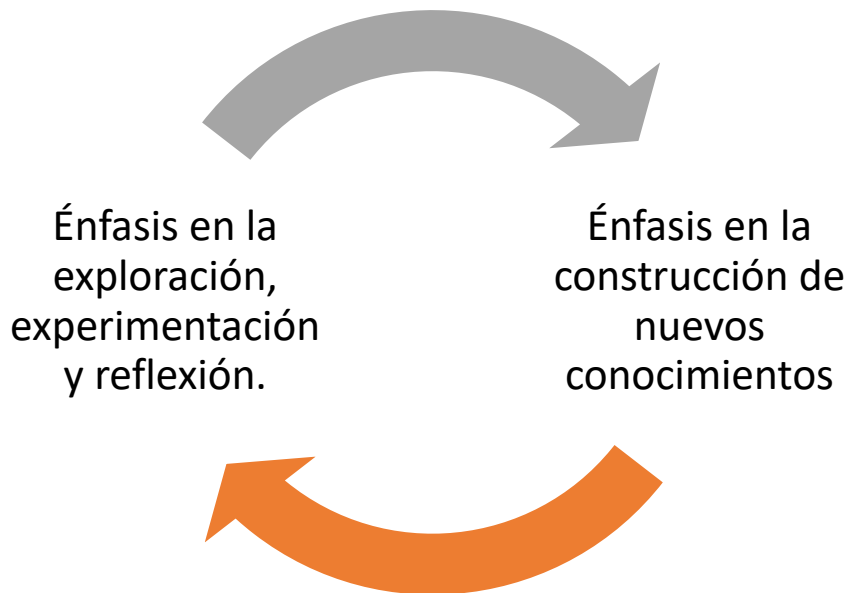 Énfasis en la
exploración,
experimentación
y reflexión.
Énfasis en la
construcción de
nuevos
conocimientos